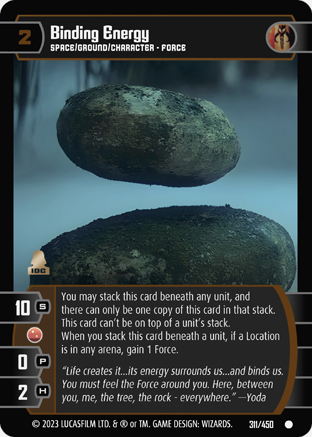 2 Binding Energy
SPACE/GROUND/CHARACTER - FORCE
IDC
10 S
0 P
2 H
You may stack this card beneath any unit, and
there can only be one copy of this card in that stack.
This card can't be on top of a unit's stack.
When you stack this card beneath a unit, if a Location
is in any arena, gain 1 Force.
“Life creates it...its energy surrounds us...and binds us.
You must feel the Force around you. Here, between
you, me, the tree, the rock - everywhere.” —Yoda
© 2023 LUCASFILM LTD. & ® or TM. GAME DESIGN: WIZARDS. 311/450